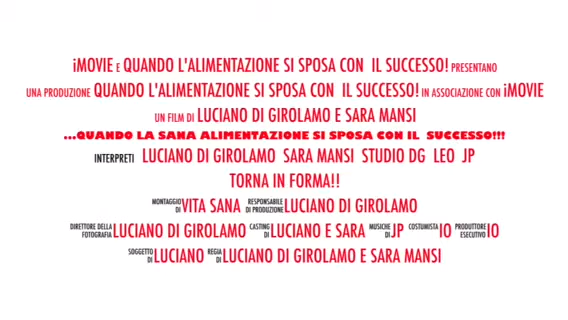 iMOVIE E QUANDO L'ALIMENTAZIONE SI SPOSA CON IL SUCCESSO! PRESENTANO
UNA PRODUZIONE QUANDO L'ALIMENTAZIONE SI SPOSA CON IL SUCCESSO! IN ASSOCIAZIONE CON iMOVIE
UN FILM DI LUCIANO DI GIROLAMO E SARA MANSI
...QUANDO LA SANA ALIMENTAZIONE SI SPOSA CON IL SUCCESSO!!!
INTERPRETI LUCIANO DI GIROLAMO SARA MANSI STUDIO DG LEO JP
TORNA IN FORMA!!
MONTAGGIO DI VITA SANA RESPONSABILE DI PRODUZIONE LUCIANO DI GIROLAMO
DIRETTORE DELLA FOTOGRAFIA LUCIANO DI GIROLAMO CASTING DI LUCIANO E SARA MUSICHE DI JP COSTUMISTA IO PRODUTTORE ESECUTIVO IO
SOGGETTO DI LUCIANO REGIA DI LUCIANO DI GIROLAMO E SARA MANSI